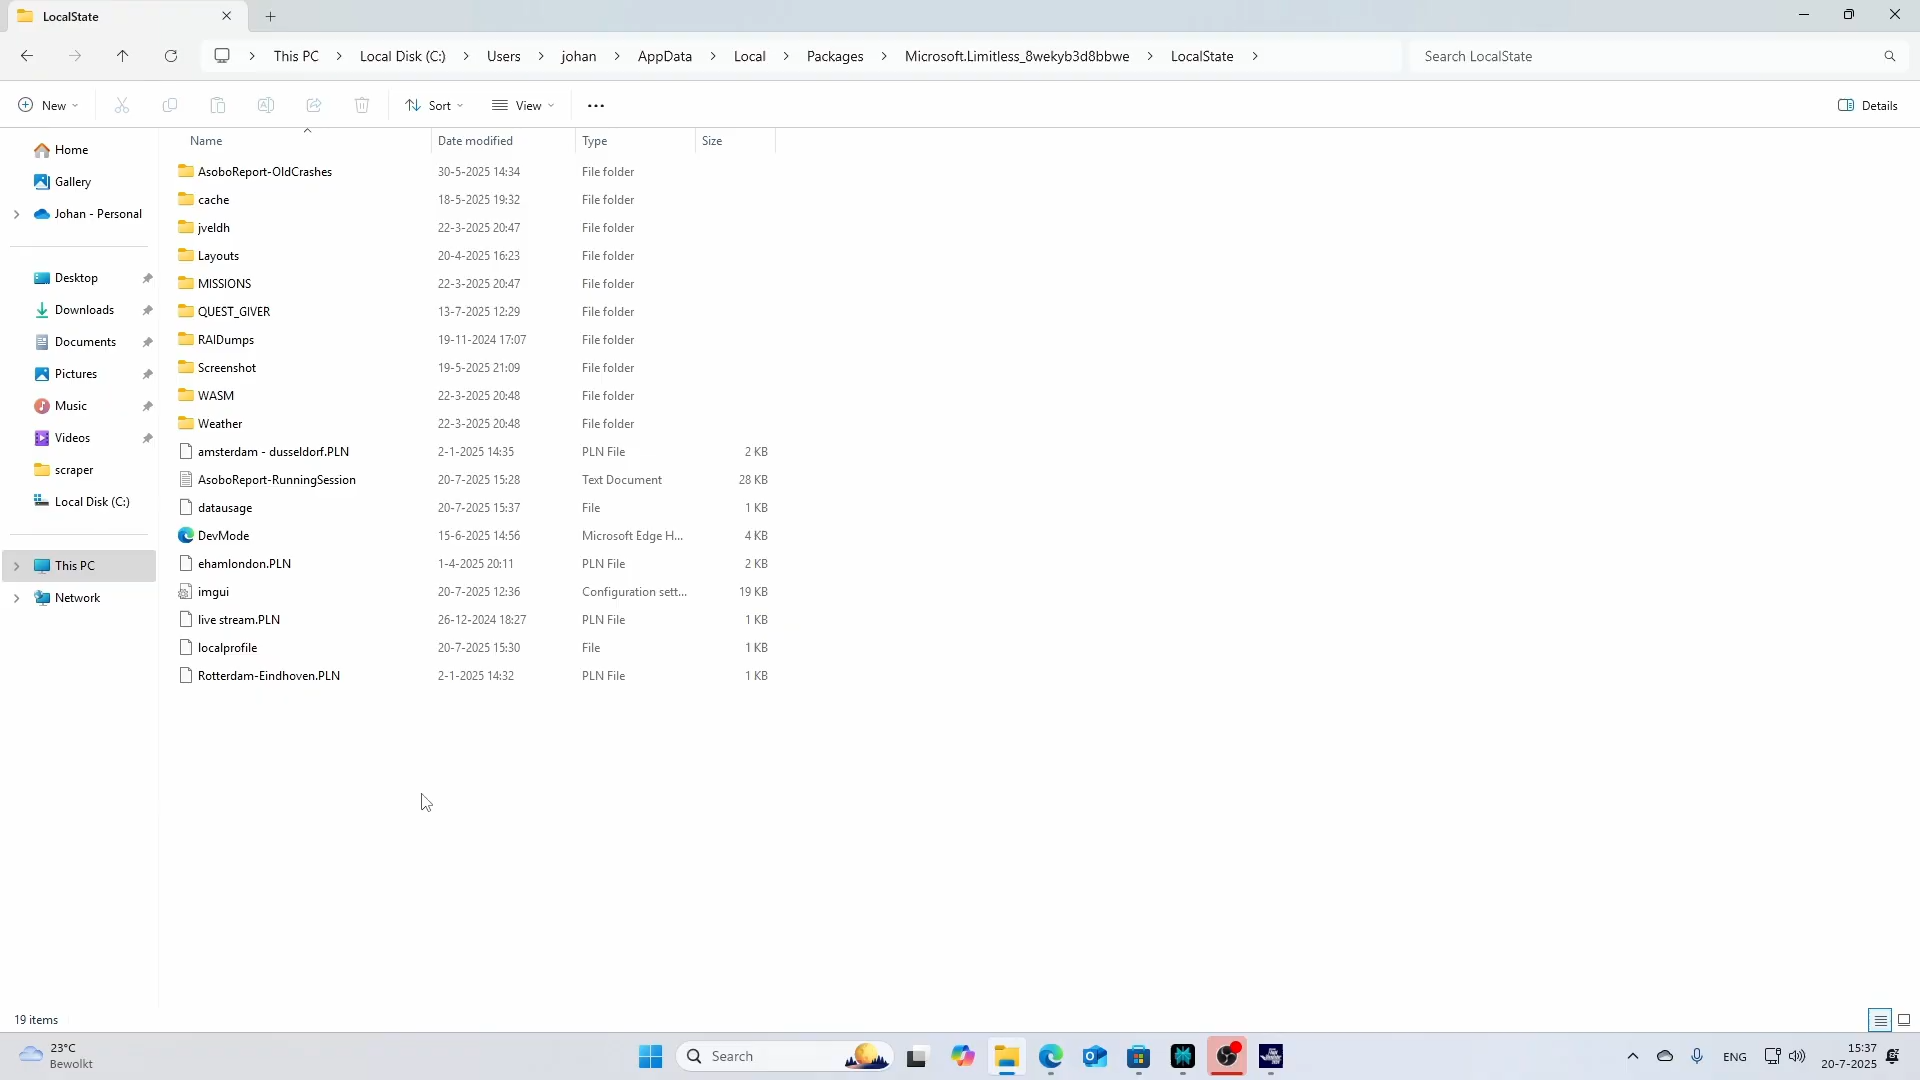 LocalState
This PC
Local Disk (C:)
Users
johan
AppData
Local
Packages
Microsoft.Limitless_8wekyb3d8bbwe
LocalState
Search LocalState
New
Sort
View
Details
Name
Date modified
Type
Size
Home
Gallery
Johan - Personal
Desktop
Downloads
Documents
Pictures
Music
Videos
scraper
Local Disk (C:)
This PC
Network
AsoboReport-OldCrashes 30-5-2025 14:34 File folder
cache 18-5-2025 19:32 File folder
jveldh 22-3-2025 20:47 File folder
Layouts 20-4-2025 16:23 File folder
MISSIONS 22-3-2025 20:47 File folder
QUEST_GIVER 13-7-2025 12:29 File folder
RAIDumps 19-11-2024 17:07 File folder
Screenshot 19-5-2025 21:09 File folder
WASM 22-3-2025 20:48 File folder
Weather 22-3-2025 20:48 File folder
amsterdam - dusseldorf.PLN 2-1-2025 14:35 PLN File 2 KB
AsoboReport-RunningSession 20-7-2025 15:28 Text Document 28 KB
datausage 20-7-2025 15:37 File 1 KB
DevMode 15-6-2025 14:56 Microsoft Edge H... 4 KB
ehamlondon.PLN 1-4-2025 20:11 PLN File 2 KB
imgui 20-7-2025 12:36 Configuration sett... 19 KB
live stream.PLN 26-12-2024 18:27 PLN File 1 KB
localprofile 20-7-2025 15:30 File 1 KB
Rotterdam-Eindhoven.PLN 2-1-2025 14:32 PLN File 1 KB
19 items
23°C
Bewolkt
Search
ENG
15:37
20-7-2025